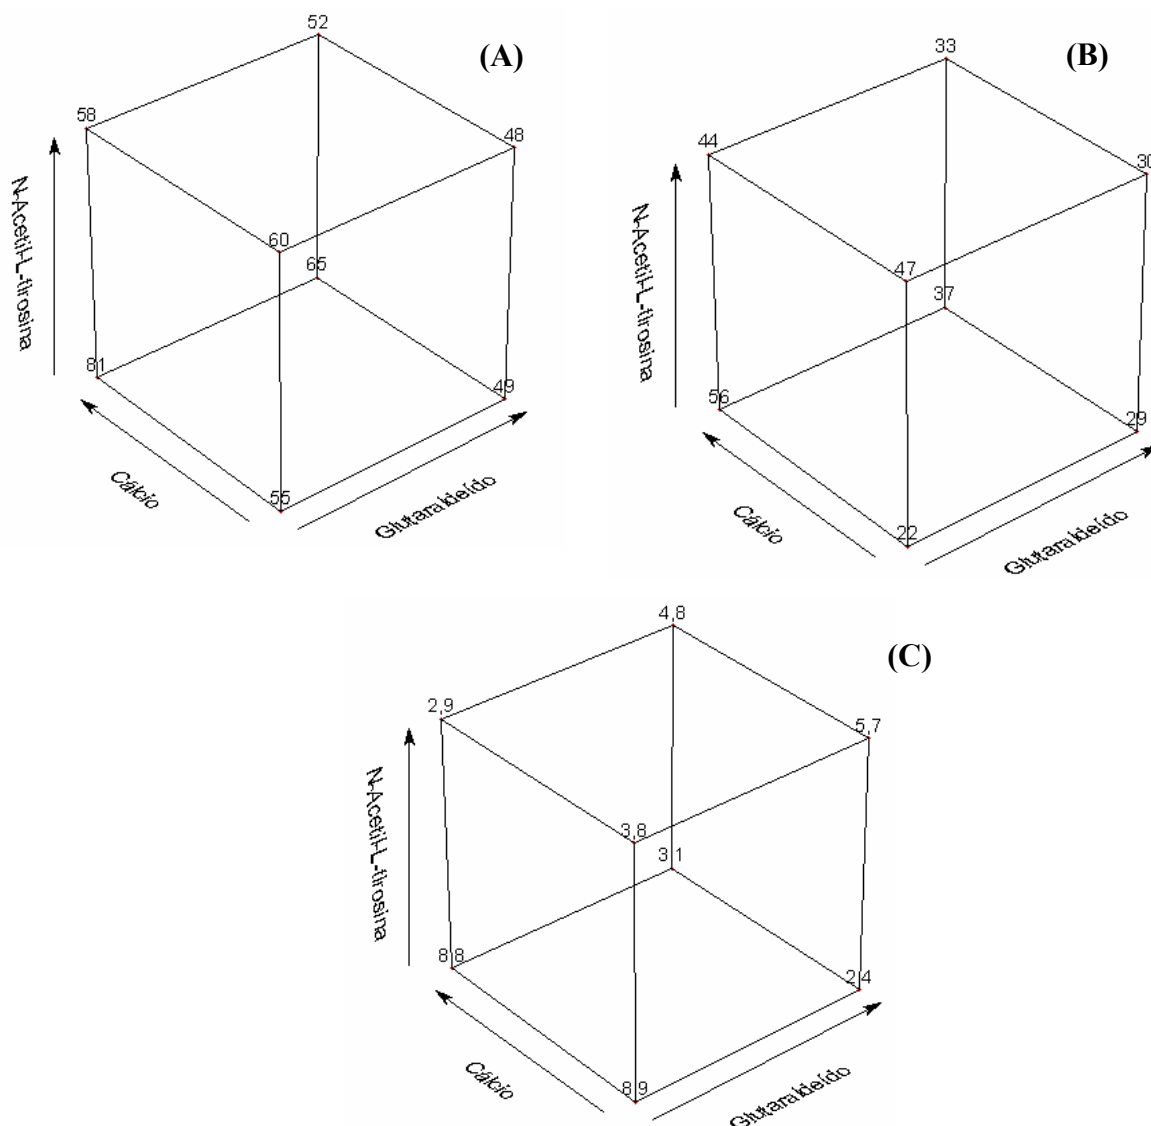 52
(A)
58
48
N-Acetil-L-tirosina
60
65
81
49
Cálcio
55
Glutaraldeído
33
(B)
44
30
N-Acetil-L-tirosina
47
37
56
29
Cálcio
22
Glutaraldeído
4,8
(C)
2,9
5,7
N-Acetil-L-tirosina
3,8
3,1
8,8
2,4
Cálcio
8,9
Glutaraldeído